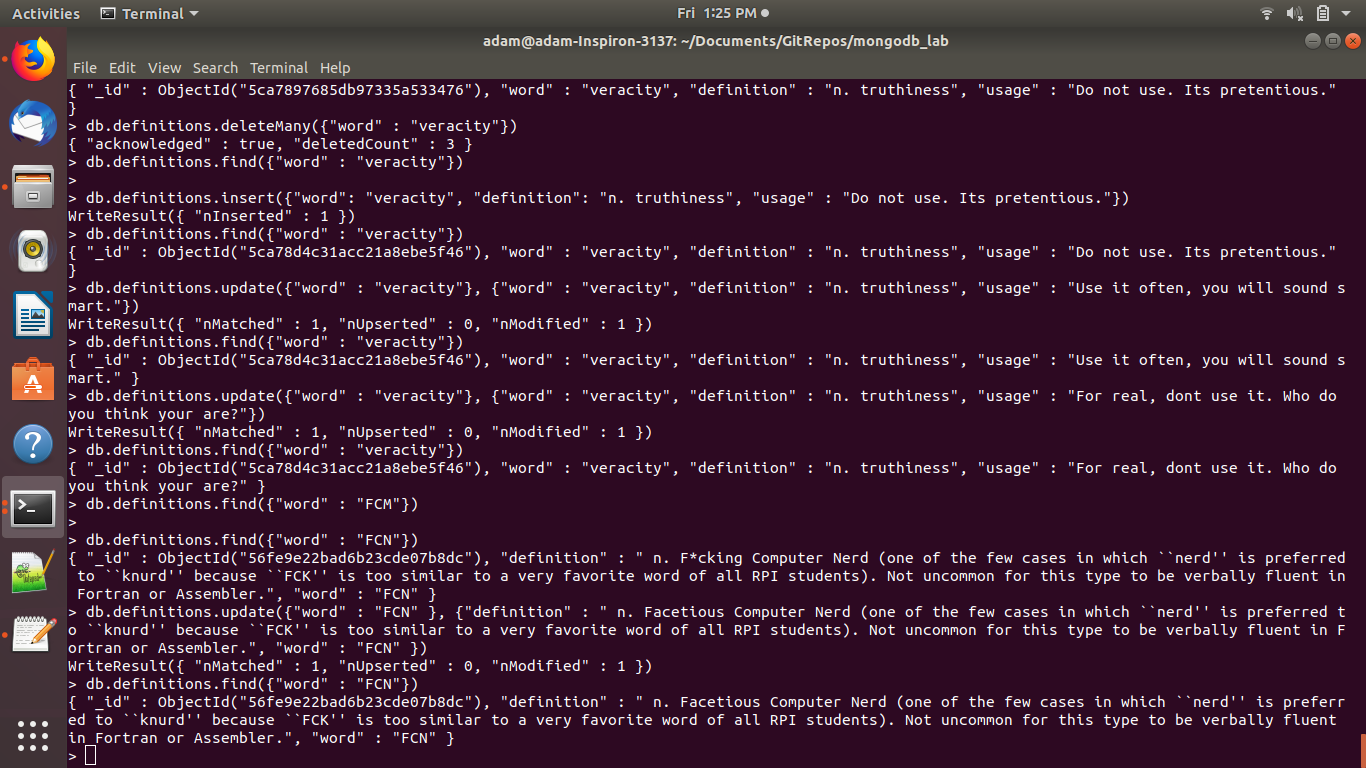 Activities Terminal Fri 1:25 PM
adam@adam-Inspiron-3137: ~/Documents/GitRepos/mongodb_lab
File Edit View Search Terminal Help
{ "_id" : ObjectId("5ca7897685db97335a533476"), "word" : "veracity", "definition" : "n. truthiness", "usage" : "Do not use. Its pretentious."
}
> db.definitions.deleteMany({"word" : "veracity"})
{ "acknowledged" : true, "deletedCount" : 3 }
> db.definitions.find({"word" : "veracity"})
>
> db.definitions.insert({"word": "veracity", "definition": "n. truthiness", "usage" : "Do not use. Its pretentious."})
WriteResult({ "nInserted" : 1 })
> db.definitions.find({"word" : "veracity"})
{ "_id" : ObjectId("5ca78d4c31acc21a8ebe5f46"), "word" : "veracity", "definition" : "n. truthiness", "usage" : "Do not use. Its pretentious."
}
> db.definitions.update({"word" : "veracity"}, {"word" : "veracity", "definition" : "n. truthiness", "usage" : "Use it often, you will sound s
mart."})
WriteResult({ "nMatched" : 1, "nUpserted" : 0, "nModified" : 1 })
> db.definitions.find({"word" : "veracity"})
{ "_id" : ObjectId("5ca78d4c31acc21a8ebe5f46"), "word" : "veracity", "definition" : "n. truthiness", "usage" : "Use it often, you will sound s
mart." }
> db.definitions.update({"word" : "veracity"}, {"word" : "veracity", "definition" : "n. truthiness", "usage" : "For real, dont use it. Who do
you think your are?"})
WriteResult({ "nMatched" : 1, "nUpserted" : 0, "nModified" : 1 })
> db.definitions.find({"word" : "veracity"})
{ "_id" : ObjectId("5ca78d4c31acc21a8ebe5f46"), "word" : "veracity", "definition" : "n. truthiness", "usage" : "For real, dont use it. Who do
you think your are?" }
> db.definitions.find({"word" : "FCM"})
>
> db.definitions.find({"word" : "FCN"})
{ "_id" : ObjectId("56fe9e22bad6b23cde07b8dc"), "definition" : " n. F*cking Computer Nerd (one of the few cases in which ``nerd'' is preferred
 to ``knurd'' because ``FCK'' is too similar to a very favorite word of all RPI students). Not uncommon for this type to be verbally fluent in
 Fortran or Assembler.", "word" : "FCN" }
> db.definitions.update({"word" : "FCN" }, {"definition" : " n. Facetious Computer Nerd (one of the few cases in which ``nerd'' is preferred t
o ``knurd'' because ``FCK'' is too similar to a very favorite word of all RPI students). Not uncommon for this type to be verbally fluent in F
ortran or Assembler.", "word" : "FCN" })
WriteResult({ "nMatched" : 1, "nUpserted" : 0, "nModified" : 1 })
> db.definitions.find({"word" : "FCN"})
{ "_id" : ObjectId("56fe9e22bad6b23cde07b8dc"), "definition" : " n. Facetious Computer Nerd (one of the few cases in which ``nerd'' is preferr
ed to ``knurd'' because ``FCK'' is too similar to a very favorite word of all RPI students). Not uncommon for this type to be verbally fluent
in Fortran or Assembler.", "word" : "FCN" }
>